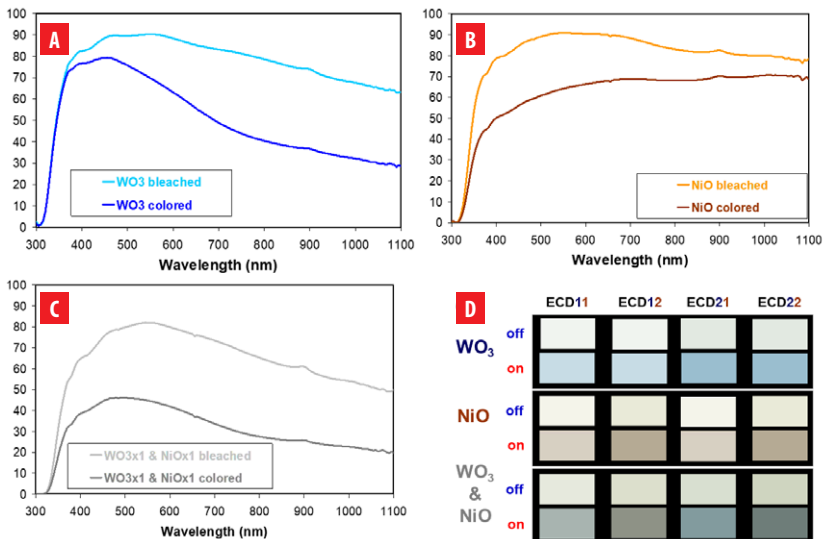 A
100
90
80
70
60
50
40
30
20
10
0
300 400 500 600 700 800 900 1000 1100
WO3 bleached
WO3 colored
Wavelength (nm)
B
100
90
80
70
60
50
40
30
20
10
0
300 400 500 600 700 800 900 1000 1100
NiO bleached
NiO colored
Wavelength (nm)
C
100
90
80
70
60
50
40
30
20
10
0
300 400 500 600 700 800 900 1000 1100
WO3x1 & NiOx1 bleached
WO3x1 & NiOx1 colored
Wavelength (nm)
D
ECD11 ECD12 ECD21 ECD22
WO₃
off
on
NiO
off
on
WO₃
&
NiO
off
on